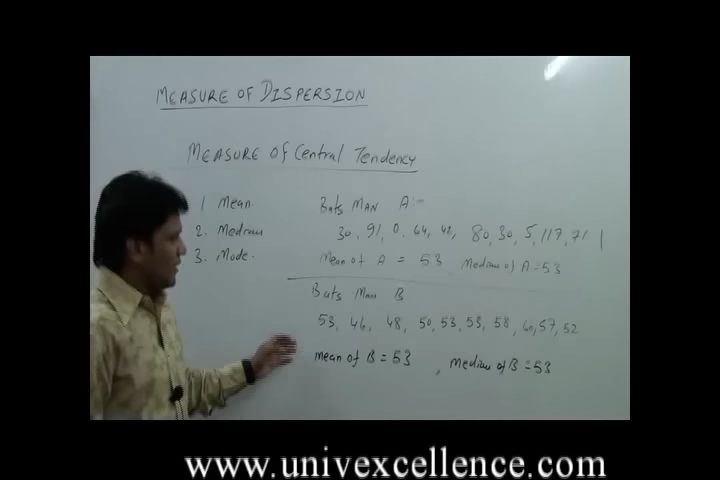 MEASURE OF DISPERSION
MEASURE OF Central Tendency
1 Mean.
2. Median
3. Mode.
Bats MAN A:-
30, 91, 0, 64, 42, 80, 30, 5, 117, 71
Mean of A = 53, Median of A = 53
Bats Man B
53, 46, 48, 50, 53, 53, 58, 60, 57, 52
mean of B = 53, Median of B = 53
www.univexcellence.com